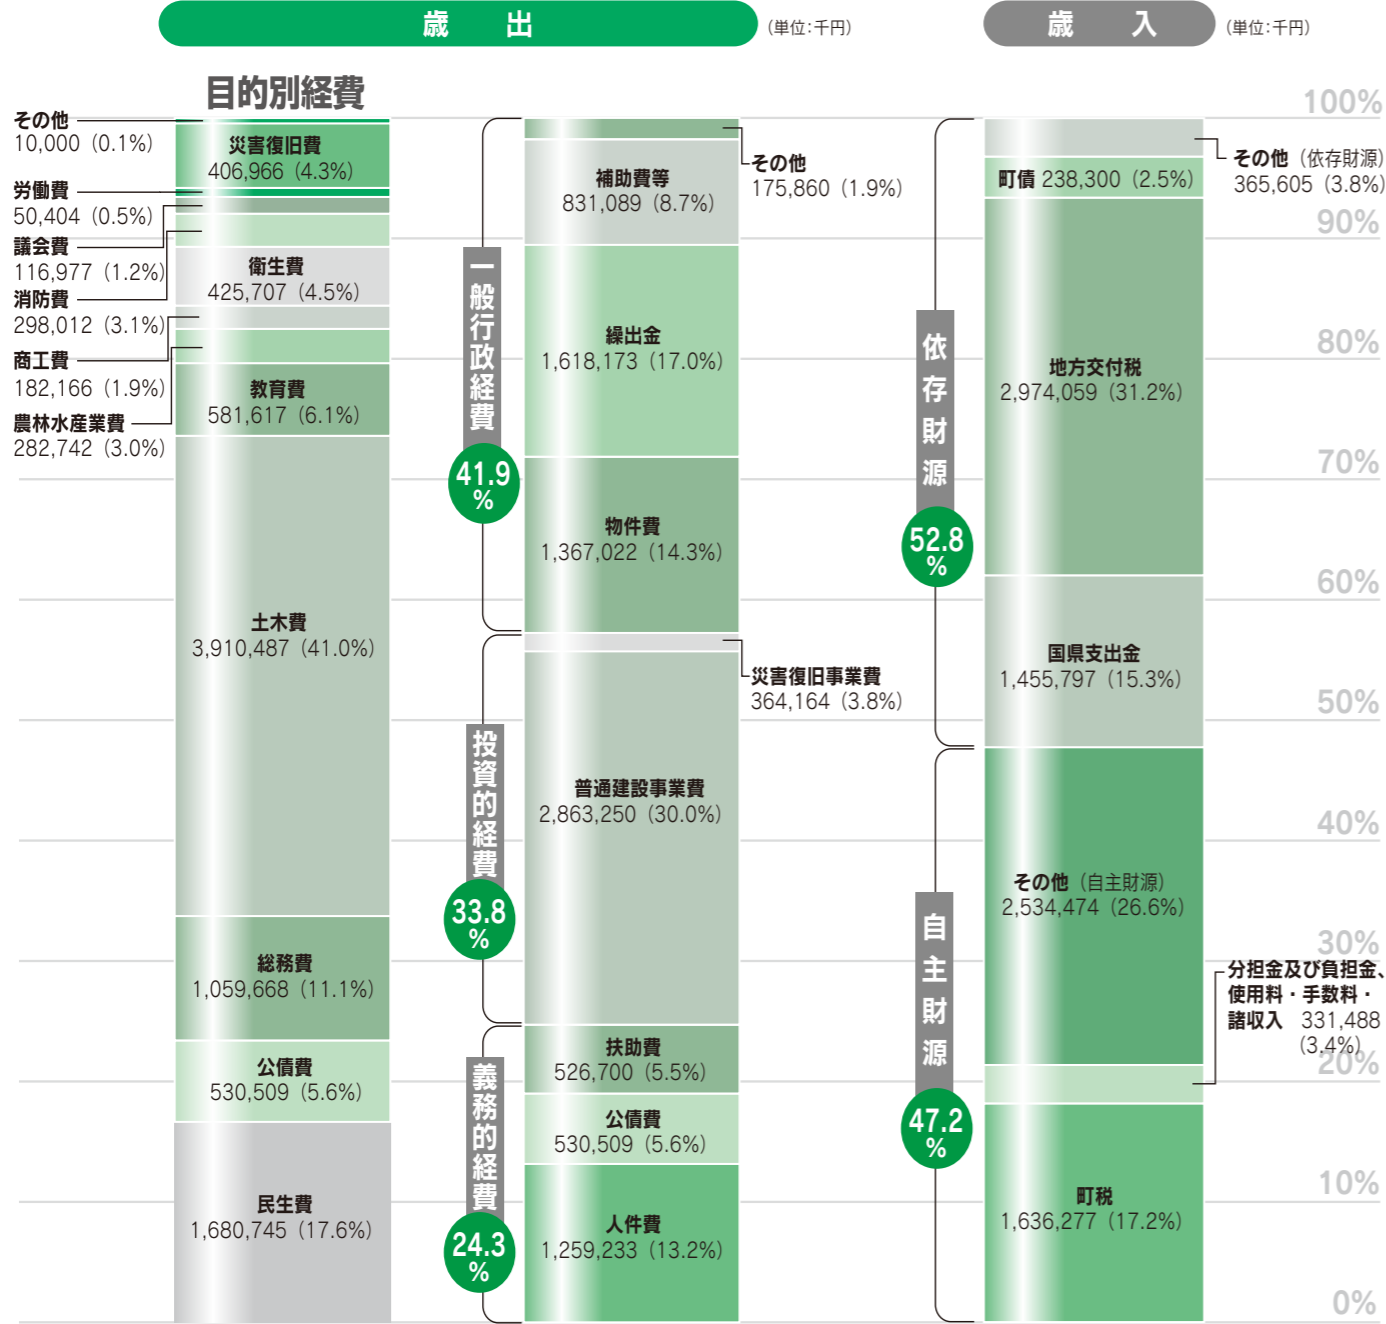 歳出
（単位：千円）
歳入
（単位：千円）
目的別経費
その他
10,000（0.1%）
災害復旧費
406,966（4.3%）
労働費
50,404（0.5%）
議会費
116,977（1.2%）
消防費
298,012（3.1%）
衛生費
425,707（4.5%）
商工費
182,166（1.9%）
農林水産業費
282,742（3.0%）
教育費
581,617（6.1%）
土木費
3,910,487（41.0%）
総務費
1,059,668（11.1%）
公債費
530,509（5.6%）
民生費
1,680,745（17.6%）
一般行政経費
41.9
%
その他
175,860（1.9%）
補助費等
831,089（8.7%）
繰出金
1,618,173（17.0%）
物件費
1,367,022（14.3%）
投資的経費
33.8
%
災害復旧事業費
364,164（3.8%）
普通建設事業費
2,863,250（30.0%）
義務的経費
24.3
%
扶助費
526,700（5.5%）
公債費
530,509（5.6%）
人件費
1,259,233（13.2%）
依存財源
52.8
%
その他（依存財源）
365,605（3.8%）
町債 238,300（2.5%）
地方交付税
2,974,059（31.2%）
国県支出金
1,455,797（15.3%）
自主財源
47.2
%
その他（自主財源）
2,534,474（26.6%）
分担金及び負担金、
使用料・手数料・
諸収入 331,488
（3.4%）
町税
1,636,277（17.2%）
100%
90%
80%
70%
60%
50%
40%
30%
20%
10%
0%